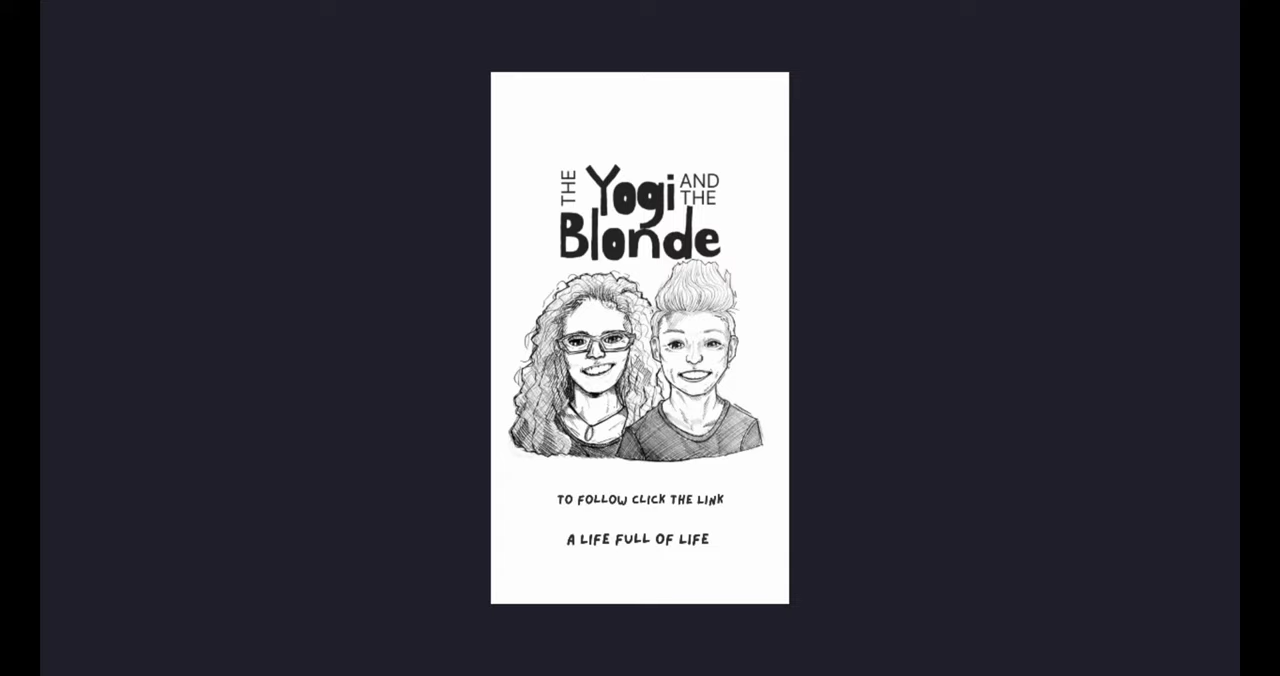 THE Yogi AND THE
Blonde
TO FOLLOW CLICK THE LINK
A LIFE FULL OF LIFE